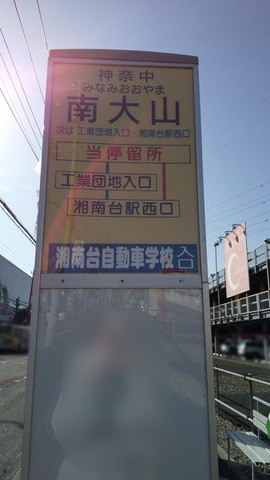 神奈中
みなみおおやま
南大山
次は 工業団地入口・湘南台駅西口
当停留所
工業団地入口
湘南台駅西口
湘南台自動車学校入口
C